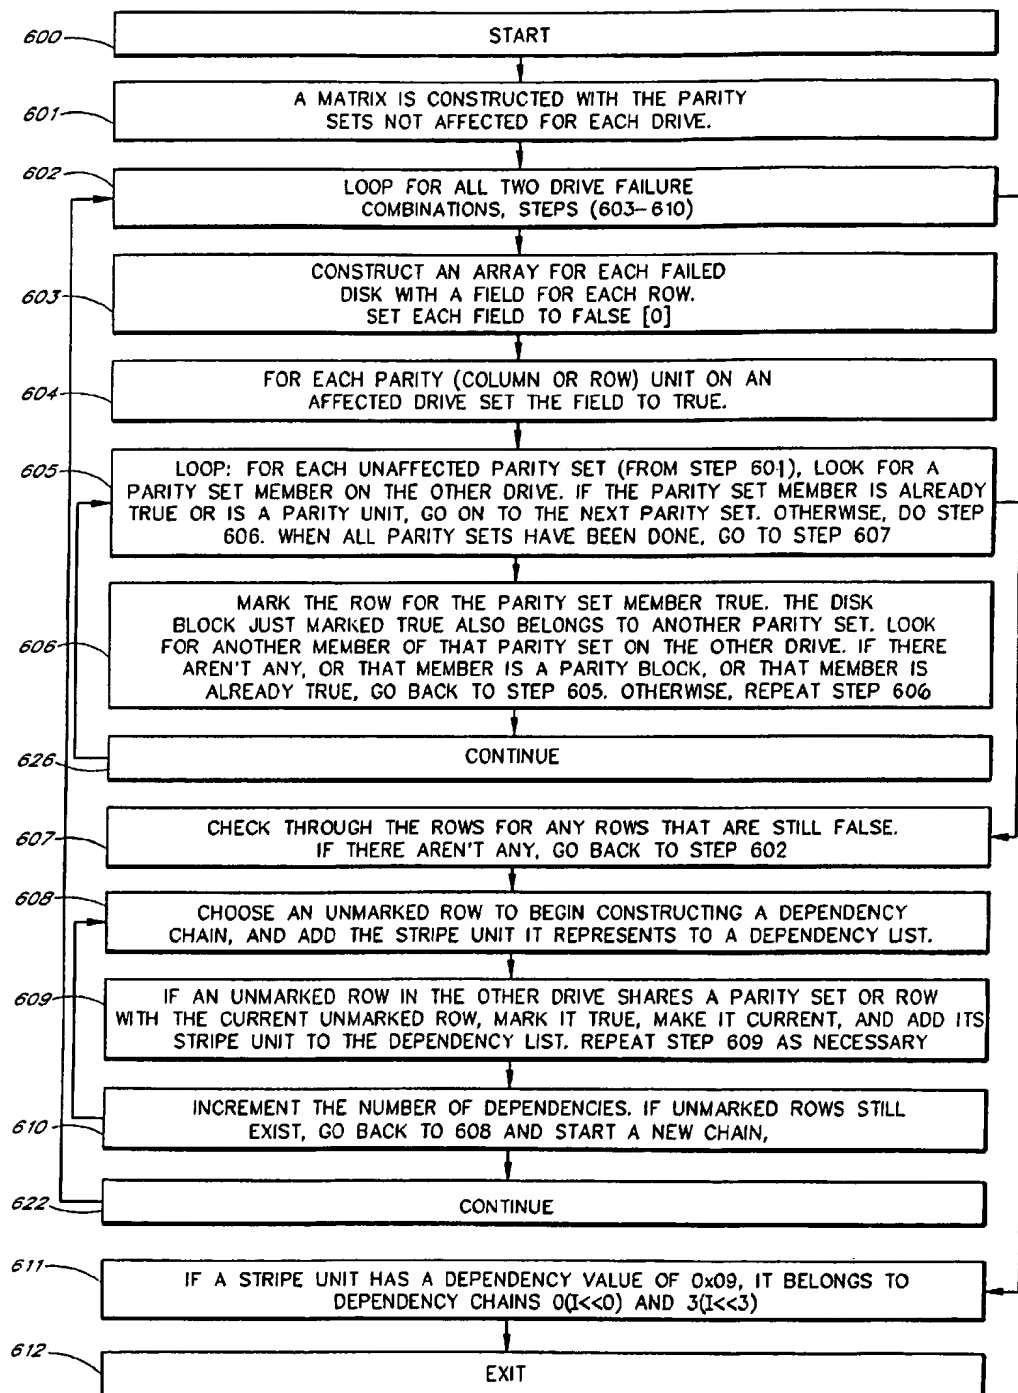 600
START
601
A MATRIX IS CONSTRUCTED WITH THE PARITY
SETS NOT AFFECTED FOR EACH DRIVE.
602
LOOP FOR ALL TWO DRIVE FAILURE
COMBINATIONS, STEPS (603-610)
603
CONSTRUCT AN ARRAY FOR EACH FAILED
DISK WITH A FIELD FOR EACH ROW.
SET EACH FIELD TO FALSE [0]
604
FOR EACH PARITY (COLUMN OR ROW) UNIT ON AN
AFFECTED DRIVE SET THE FIELD TO TRUE.
605
LOOP: FOR EACH UNAFFECTED PARITY SET (FROM STEP 601), LOOK FOR A
PARITY SET MEMBER ON THE OTHER DRIVE. IF THE PARITY SET MEMBER IS ALREADY
TRUE OR IS A PARITY UNIT, GO ON TO THE NEXT PARITY SET. OTHERWISE, DO STEP
606. WHEN ALL PARITY SETS HAVE BEEN DONE, GO TO STEP 607
606
MARK THE ROW FOR THE PARITY SET MEMBER TRUE. THE DISK
BLOCK JUST MARKED TRUE ALSO BELONGS TO ANOTHER PARITY SET. LOOK
FOR ANOTHER MEMBER OF THAT PARITY SET ON THE OTHER DRIVE. IF THERE
AREN'T ANY, OR THAT MEMBER IS A PARITY BLOCK, OR THAT MEMBER IS
ALREADY TRUE, GO BACK TO STEP 605. OTHERWISE, REPEAT STEP 606
626
CONTINUE
607
CHECK THROUGH THE ROWS FOR ANY ROWS THAT ARE STILL FALSE.
IF THERE AREN'T ANY, GO BACK TO STEP 602
608
CHOOSE AN UNMARKED ROW TO BEGIN CONSTRUCTING A DEPENDENCY
CHAIN, AND ADD THE STRIPE UNIT IT REPRESENTS TO A DEPENDENCY LIST.
609
IF AN UNMARKED ROW IN THE OTHER DRIVE SHARES A PARITY SET OR ROW
WITH THE CURRENT UNMARKED ROW, MARK IT TRUE, MAKE IT CURRENT, AND ADD ITS
STRIPE UNIT TO THE DEPENDENCY LIST. REPEAT STEP 609 AS NECESSARY
610
INCREMENT THE NUMBER OF DEPENDENCIES. IF UNMARKED ROWS STILL
EXIST, GO BACK TO 608 AND START A NEW CHAIN,
622
CONTINUE
611
IF A STRIPE UNIT HAS A DEPENDENCY VALUE OF 0x09, IT BELONGS TO
DEPENDENCY CHAINS 0(I<<0) AND 3(I<<3)
612
EXIT